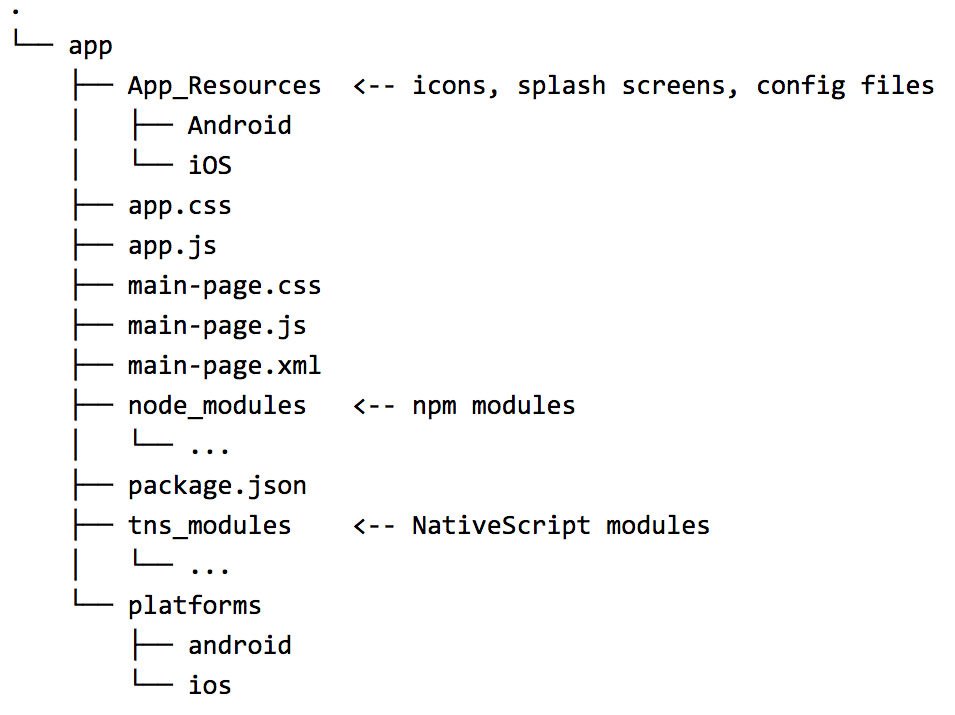 .
└── app
    ├── App_Resources  <-- icons, splash screens, config files
    │   ├── Android
    │   └── iOS
    ├── app.css
    ├── app.js
    ├── main-page.css
    ├── main-page.js
    ├── main-page.xml
    ├── node_modules   <-- npm modules
    │   └── ...
    ├── package.json
    ├── tns_modules    <-- NativeScript modules
    │   └── ...
    └── platforms
        ├── android
        └── ios